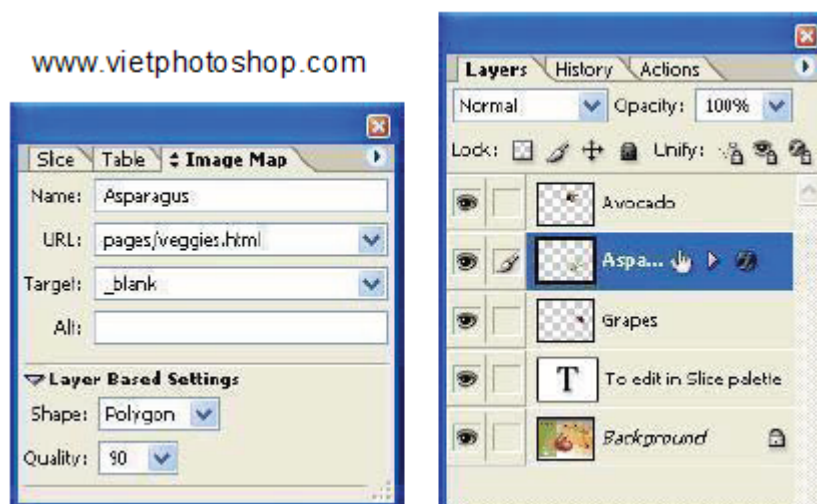 www.vietphotoshop.com
Slice Table Image Map
Name: Asparagus
URL: pages/veggies.html
Target: _blank
Alt:
Layer Based Settings
Shape: Polygon
Quality: 90
Layers History Actions
Normal Opacity: 100%
Lock: Unify:
Avocado
Aspa...
Grapes
T To edit in Slice palette
Background